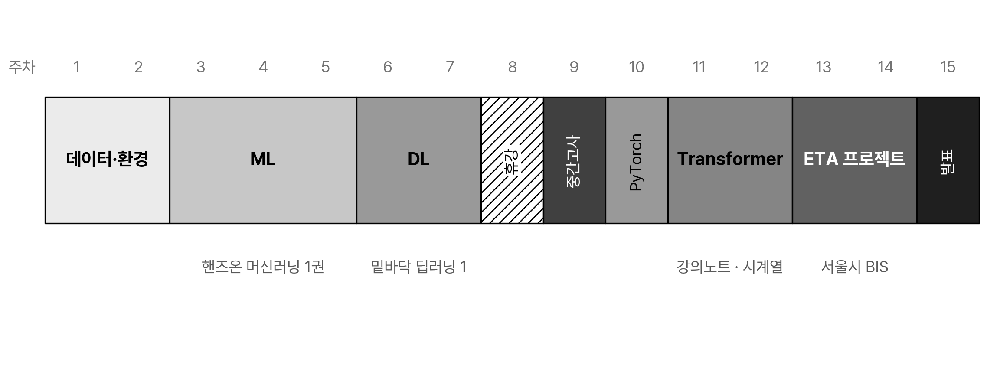 주차 1 2 3 4 5 6 7 8 9 10 11 12 13 14 15
데이터·환경 ML DL 휴강 중간고사 PyTorch Transformer ETA 프로젝트 발표
핸즈온 머신러닝 1권 밑바닥 딥러닝 1 강의노트 · 시계열 서울시 BIS